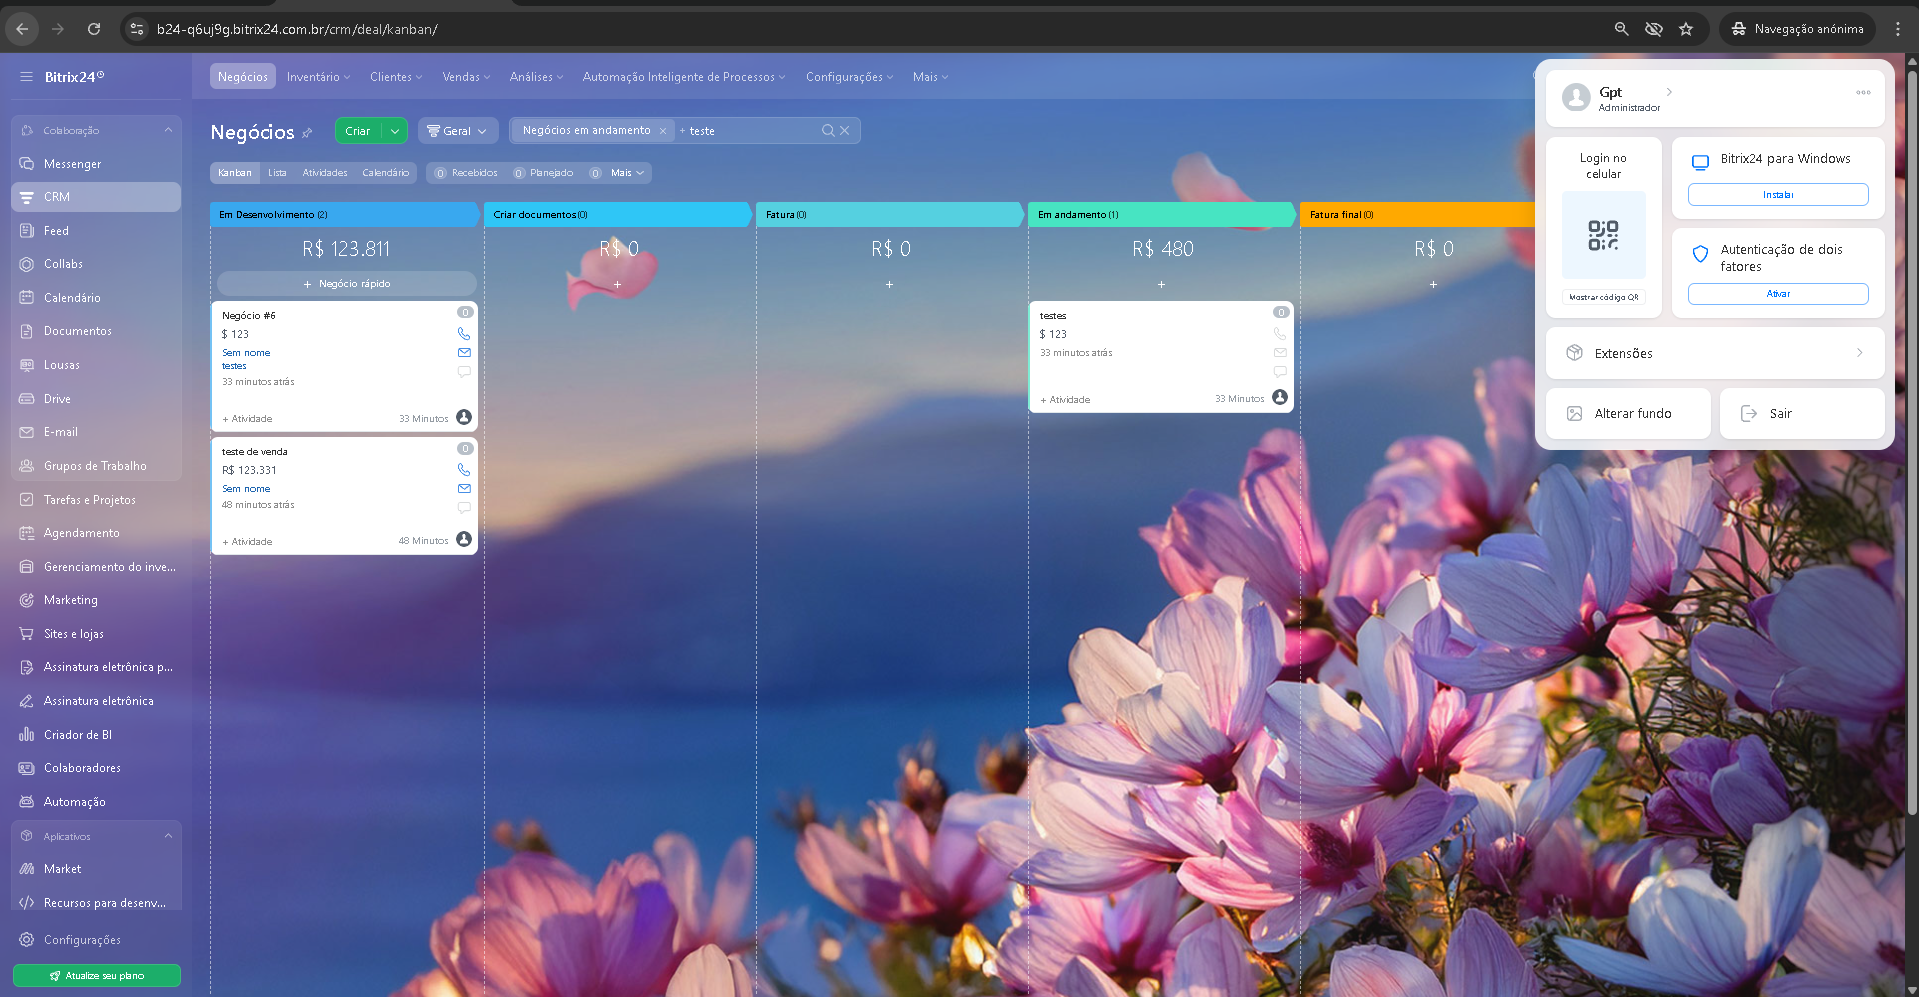 b24-q6uj9g.bitrix24.com.br/crm/deal/kanban/
Navegação anónima
Bitrix24
Colaboração
Messenger
CRM
Feed
Collabs
Calendário
Documentos
Lousas
Drive
E-mail
Grupos de Trabalho
Tarefas e Projetos
Agendamento
Gerenciamento do inve...
Marketing
Sites e lojas
Assinatura eletrônica p...
Assinatura eletrônica
Criador de BI
Colaboradores
Automação
Aplicativos
Market
Recursos para desenv...
Configurações
Atualize seu plano
Negócios
Inventário
Clientes
Vendas
Análises
Automação Inteligente de Processos
Configurações
Mais
Negócios
Criar
Geral
Negócios em andamento
+ teste
Kanban
Lista
Atividades
Calendário
0 Recebidos
0 Planejado
0 Mais
Em Desenvolvimento (2)
R$ 123.811
+ Negócio rápido
Negócio #6
0
$ 123
Sem nome
testes
33 minutos atrás
+ Atividade
33 Minutos
teste de venda
0
R$ 123.331
Sem nome
48 minutos atrás
+ Atividade
48 Minutos
Criar documentos (0)
R$ 0
+
Fatura (0)
R$ 0
+
Em andamento (1)
R$ 480
+
testes
0
$ 123
33 minutos atrás
+ Atividade
33 Minutos
Fatura final (0)
R$ 0
+
Gpt
Administrador
Login no
celular
Mostrar código QR
Bitrix24 para Windows
Instalar
Autenticação de dois
fatores
Ativar
Extensões
Alterar fundo
Sair